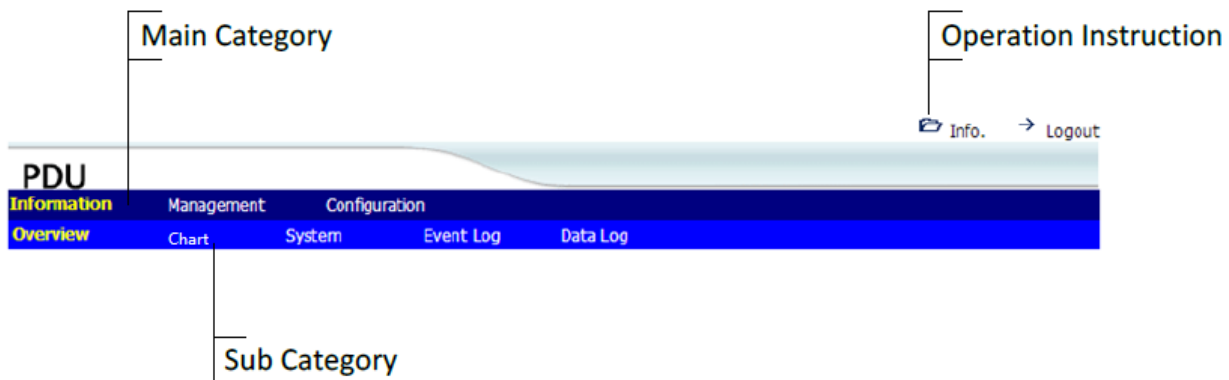 Main Category
Operation Instruction
Info. → Logout
PDU
Information Management Configuration
Overview Chart System Event Log Data Log
Sub Category